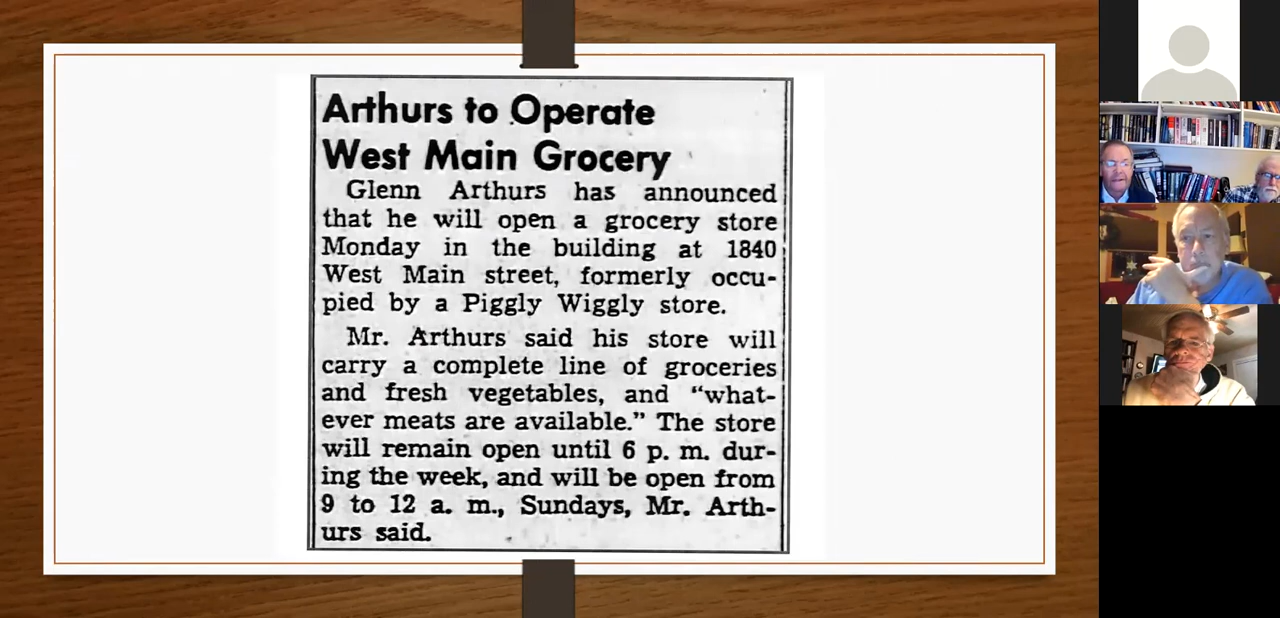 Arthurs to Operate
West Main Grocery
Glenn Arthurs has announced
that he will open a grocery store
Monday in the building at 1840
West Main street, formerly occu-
pied by a Piggly Wiggly store.
Mr. Arthurs said his store will
carry a complete line of groceries
and fresh vegetables, and “what-
ever meats are available.” The store
will remain open until 6 p. m. dur-
ing the week, and will be open from
9 to 12 a. m., Sundays, Mr. Arth-
urs said.